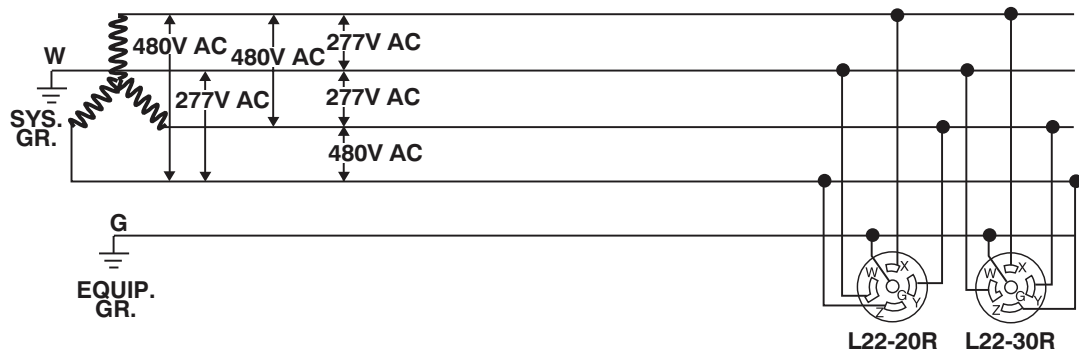 W
SYS.
GR.
480V AC
480V AC
277V AC
277V AC
277V AC
480V AC
G
EQUIP.
GR.
W
X
G
Y
Z
W
X
G
Y
Z
L22-20R
L22-30R